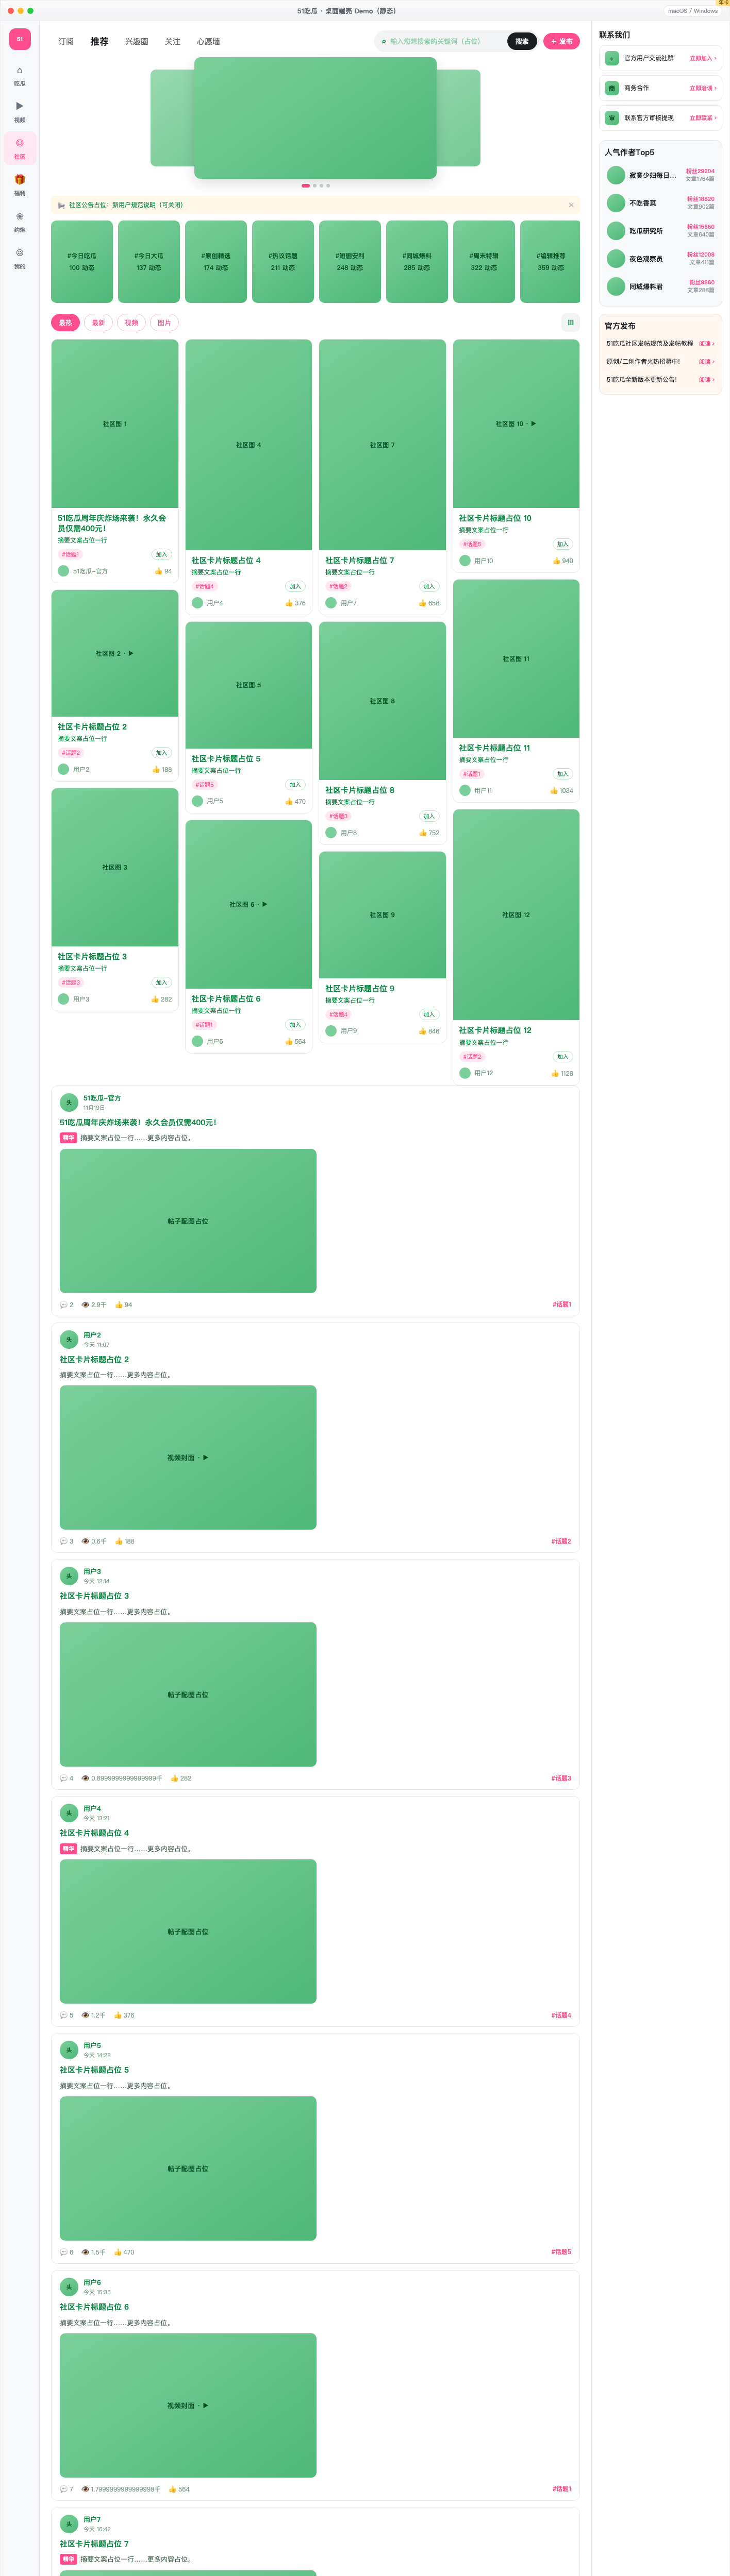 51吃瓜 · 桌面端壳 Demo（静态）
macOS / Windows
51
吃瓜
视频
社区
福利
约炮
我的
订阅
推荐
兴趣圈
关注
心愿墙
输入您想搜索的关键词（占位）
搜索
+ 发布
社区公告占位：新用户规范说明（可关闭）
×
#今日吃瓜
100 动态
#今日大瓜
137 动态
#原创精选
174 动态
#热议话题
211 动态
#短剧安利
248 动态
#同城爆料
285 动态
#周末特辑
322 动态
#编辑推荐
359 动态
最热
最新
视频
图片
社区图 1
51吃瓜周年庆炸场来袭！永久会
员仅需400元！
摘要文案占位一行
#话题1
加入
51吃瓜-官方
94
社区图 2 · ▶
社区卡片标题占位 2
摘要文案占位一行
#话题2
加入
用户2
188
社区图 3
社区卡片标题占位 3
摘要文案占位一行
#话题3
加入
用户3
282
社区图 4
社区卡片标题占位 4
摘要文案占位一行
#话题4
加入
用户4
376
社区图 5
社区卡片标题占位 5
摘要文案占位一行
#话题5
加入
用户5
470
社区图 6 · ▶
社区卡片标题占位 6
摘要文案占位一行
#话题1
加入
用户6
564
社区图 7
社区卡片标题占位 7
摘要文案占位一行
#话题2
加入
用户7
658
社区图 8
社区卡片标题占位 8
摘要文案占位一行
#话题3
加入
用户8
752
社区图 9
社区卡片标题占位 9
摘要文案占位一行
#话题4
加入
用户9
846
社区图 10 · ▶
社区卡片标题占位 10
摘要文案占位一行
#话题5
加入
用户10
940
社区图 11
社区卡片标题占位 11
摘要文案占位一行
#话题1
加入
用户11
1034
社区图 12
社区卡片标题占位 12
摘要文案占位一行
#话题2
加入
用户12
1128
头
51吃瓜-官方
11月19日
51吃瓜周年庆炸场来袭！永久会员仅需400元！
精华 摘要文案占位一行……更多内容占位。
帖子配图占位
2 2.9千 94
#话题1
头
用户2
今天 11:07
社区卡片标题占位 2
摘要文案占位一行……更多内容占位。
视频封面 · ▶
3 0.6千 188
#话题2
头
用户3
今天 12:14
社区卡片标题占位 3
摘要文案占位一行……更多内容占位。
帖子配图占位
4 0.8999999999999999千 282
#话题3
头
用户4
今天 13:21
社区卡片标题占位 4
精华 摘要文案占位一行……更多内容占位。
帖子配图占位
5 1.2千 376
#话题4
头
用户5
今天 14:28
社区卡片标题占位 5
摘要文案占位一行……更多内容占位。
帖子配图占位
6 1.5千 470
#话题5
头
用户6
今天 15:35
社区卡片标题占位 6
摘要文案占位一行……更多内容占位。
视频封面 · ▶
7 1.7999999999999998千 564
#话题1
头
用户7
今天 16:42
社区卡片标题占位 7
精华 摘要文案占位一行……更多内容占位。
联系我们
官方用户交流社群
立即加入 ›
商
商务合作
立即洽谈 ›
审
联系官方审核提现
立即联系 ›
人气作者Top5
寂寞少妇每日...
粉丝29204
文章1764篇
不吃香菜
粉丝18820
文章902篇
吃瓜研究所
粉丝15660
文章640篇
夜色观察员
粉丝12008
文章411篇
同城爆料君
粉丝9860
文章288篇
官方发布
51吃瓜社区发帖规范及发帖教程
阅读 ›
原创/二创作者火热招募中!
阅读 ›
51吃瓜全新版本更新公告!
阅读 ›